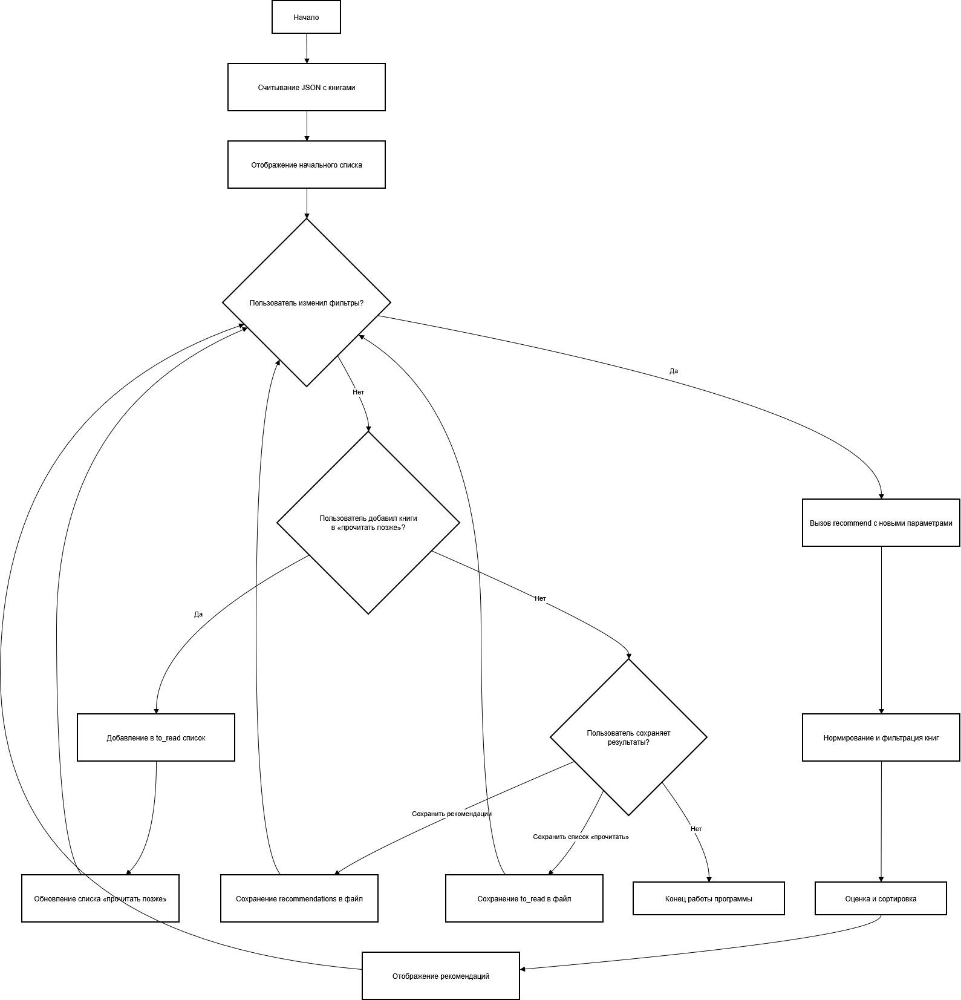 Начало
Считывание JSON с книгами
Отображение начального списка
Пользователь изменил фильтры?
Да
Нет
Пользователь добавил книги
в «прочитать позже»?
Вызов recommend с новыми параметрами
Да
Нет
Добавление в to_read список
Пользователь сохраняет
результаты?
Нормирование и фильтрация книг
Сохранить рекомендации
Сохранить список «прочитать»
Нет
Обновление списка «прочитать позже»
Сохранение recommendations в файл
Сохранение to_read в файл
Конец работы программы
Оценка и сортировка
Отображение рекомендаций